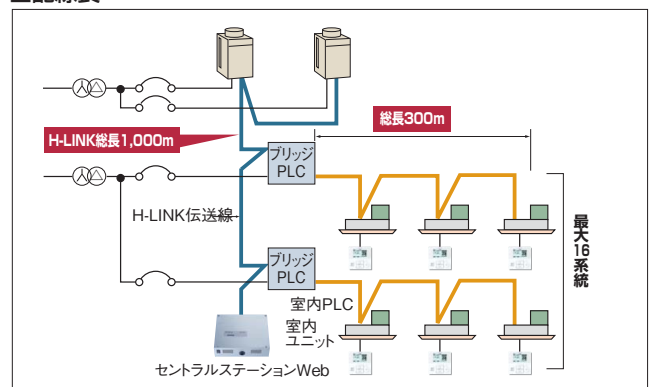 総長300m
H-LINK総長1,000m
ブリッジ
PLC
H-LINK伝送線
最大16系統
ブリッジ
PLC
室内PLC
室内
ユニット
セントラルステーションWeb